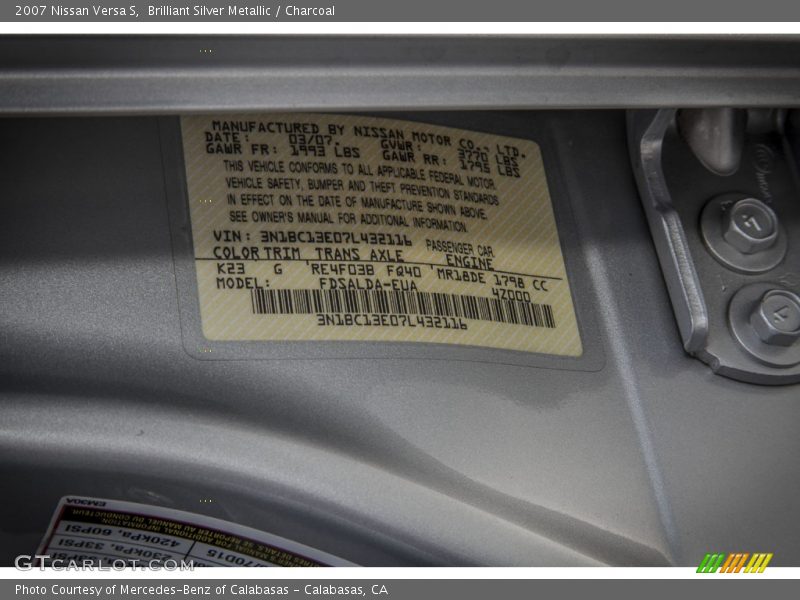 2007 Nissan Versa S, Brilliant Silver Metallic / Charcoal
MANUFACTURED BY NISSAN MOTOR CO., LTD.
DATE: 03/07. GVWR: 3770 LBS
GAWR FR: 1993 LBS GAWR RR: 1795 LBS
THIS VEHICLE CONFORMS TO ALL APPLICABLE FEDERAL MOTOR
VEHICLE SAFETY, BUMPER AND THEFT PREVENTION STANDARDS
IN EFFECT ON THE DATE OF MANUFACTURE SHOWN ABOVE.
SEE OWNER'S MANUAL FOR ADDITIONAL INFORMATION.
VIN: 3N1BC13E07L432116 PASSENGER CAR
COLOR TRIM TRANS AXLE ENGINE
K23 G 'RE4F03B FQ40 'MR18DE 1798 CC
MODEL: FDSALDA-EUA 4Z000
3N1BC13E07L432116
EM30A
420kPa, 60PSI
230kPa, 33PSI
GTCARLOT.COM
Photo Courtesy of Mercedes-Benz of Calabasas - Calabasas, CA